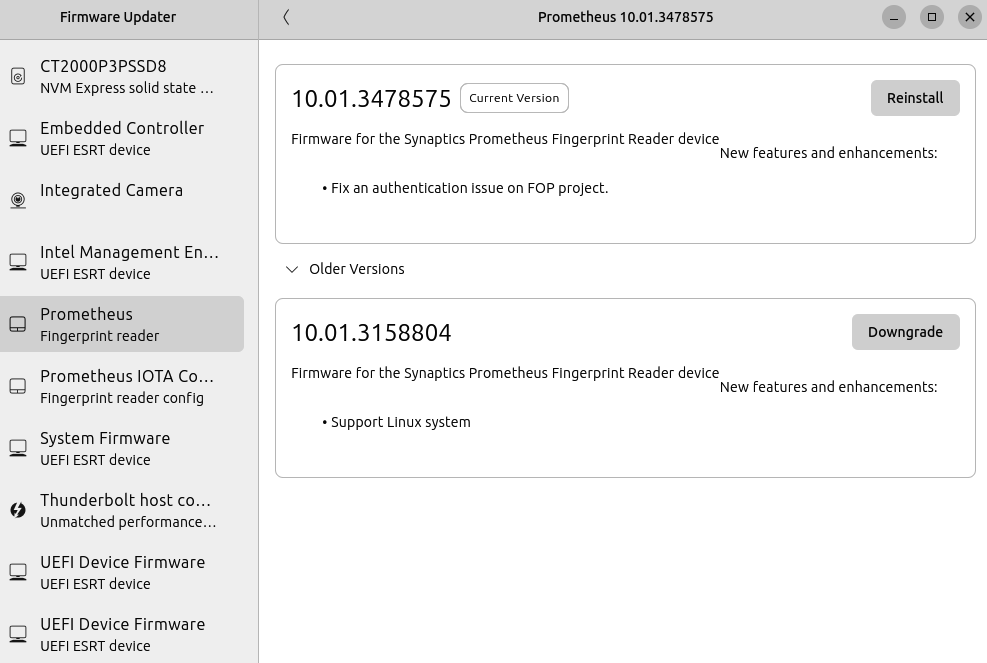 Firmware Updater
Prometheus 10.01.3478575
CT2000P3PSSD8
NVM Express solid state …
Embedded Controller
UEFI ESRT device
Integrated Camera
Intel Management En…
UEFI ESRT device
Prometheus
Fingerprint reader
Prometheus IOTA Co…
Fingerprint reader config
System Firmware
UEFI ESRT device
Thunderbolt host co…
Unmatched performance…
UEFI Device Firmware
UEFI ESRT device
UEFI Device Firmware
UEFI ESRT device
10.01.3478575 Current Version Reinstall
Firmware for the Synaptics Prometheus Fingerprint Reader device
New features and enhancements:
• Fix an authentication issue on FOP project.
Older Versions
10.01.3158804 Downgrade
Firmware for the Synaptics Prometheus Fingerprint Reader device
New features and enhancements:
• Support Linux system